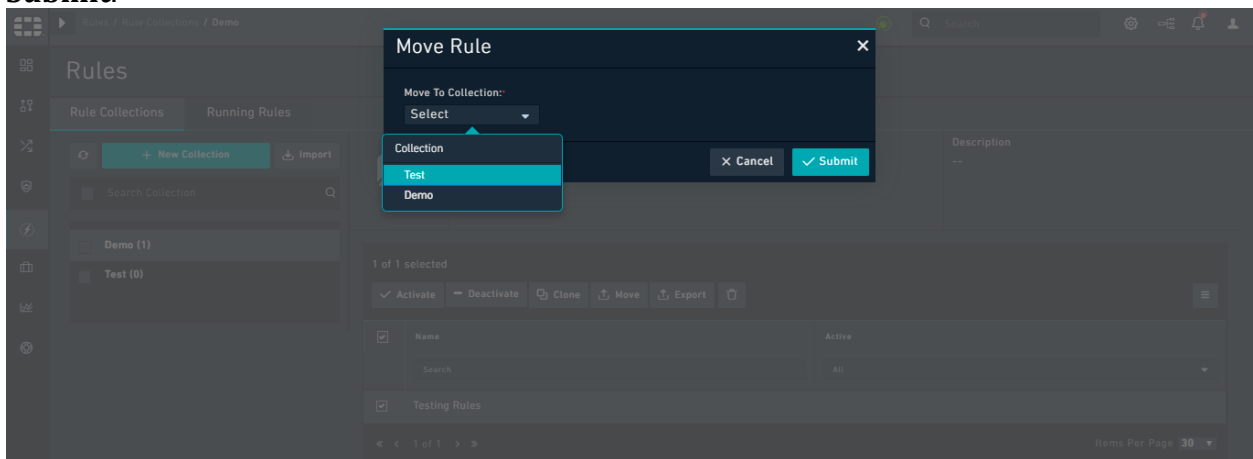 Submit
Rules / Rule Collections / Demo
Search
Move Rule
Rules
Move To Collection:*
Select
Rule Collections
Running Rules
Collection
Test
Demo
Cancel
Submit
Description
--
+ New Collection
Import
Search Collection
Demo (1)
Test (0)
1 of 1 selected
Activate
Deactivate
Clone
Move
Export
Name
Active
Search
All
Testing Rules
« < 1 of 1 > »
Items Per Page 30